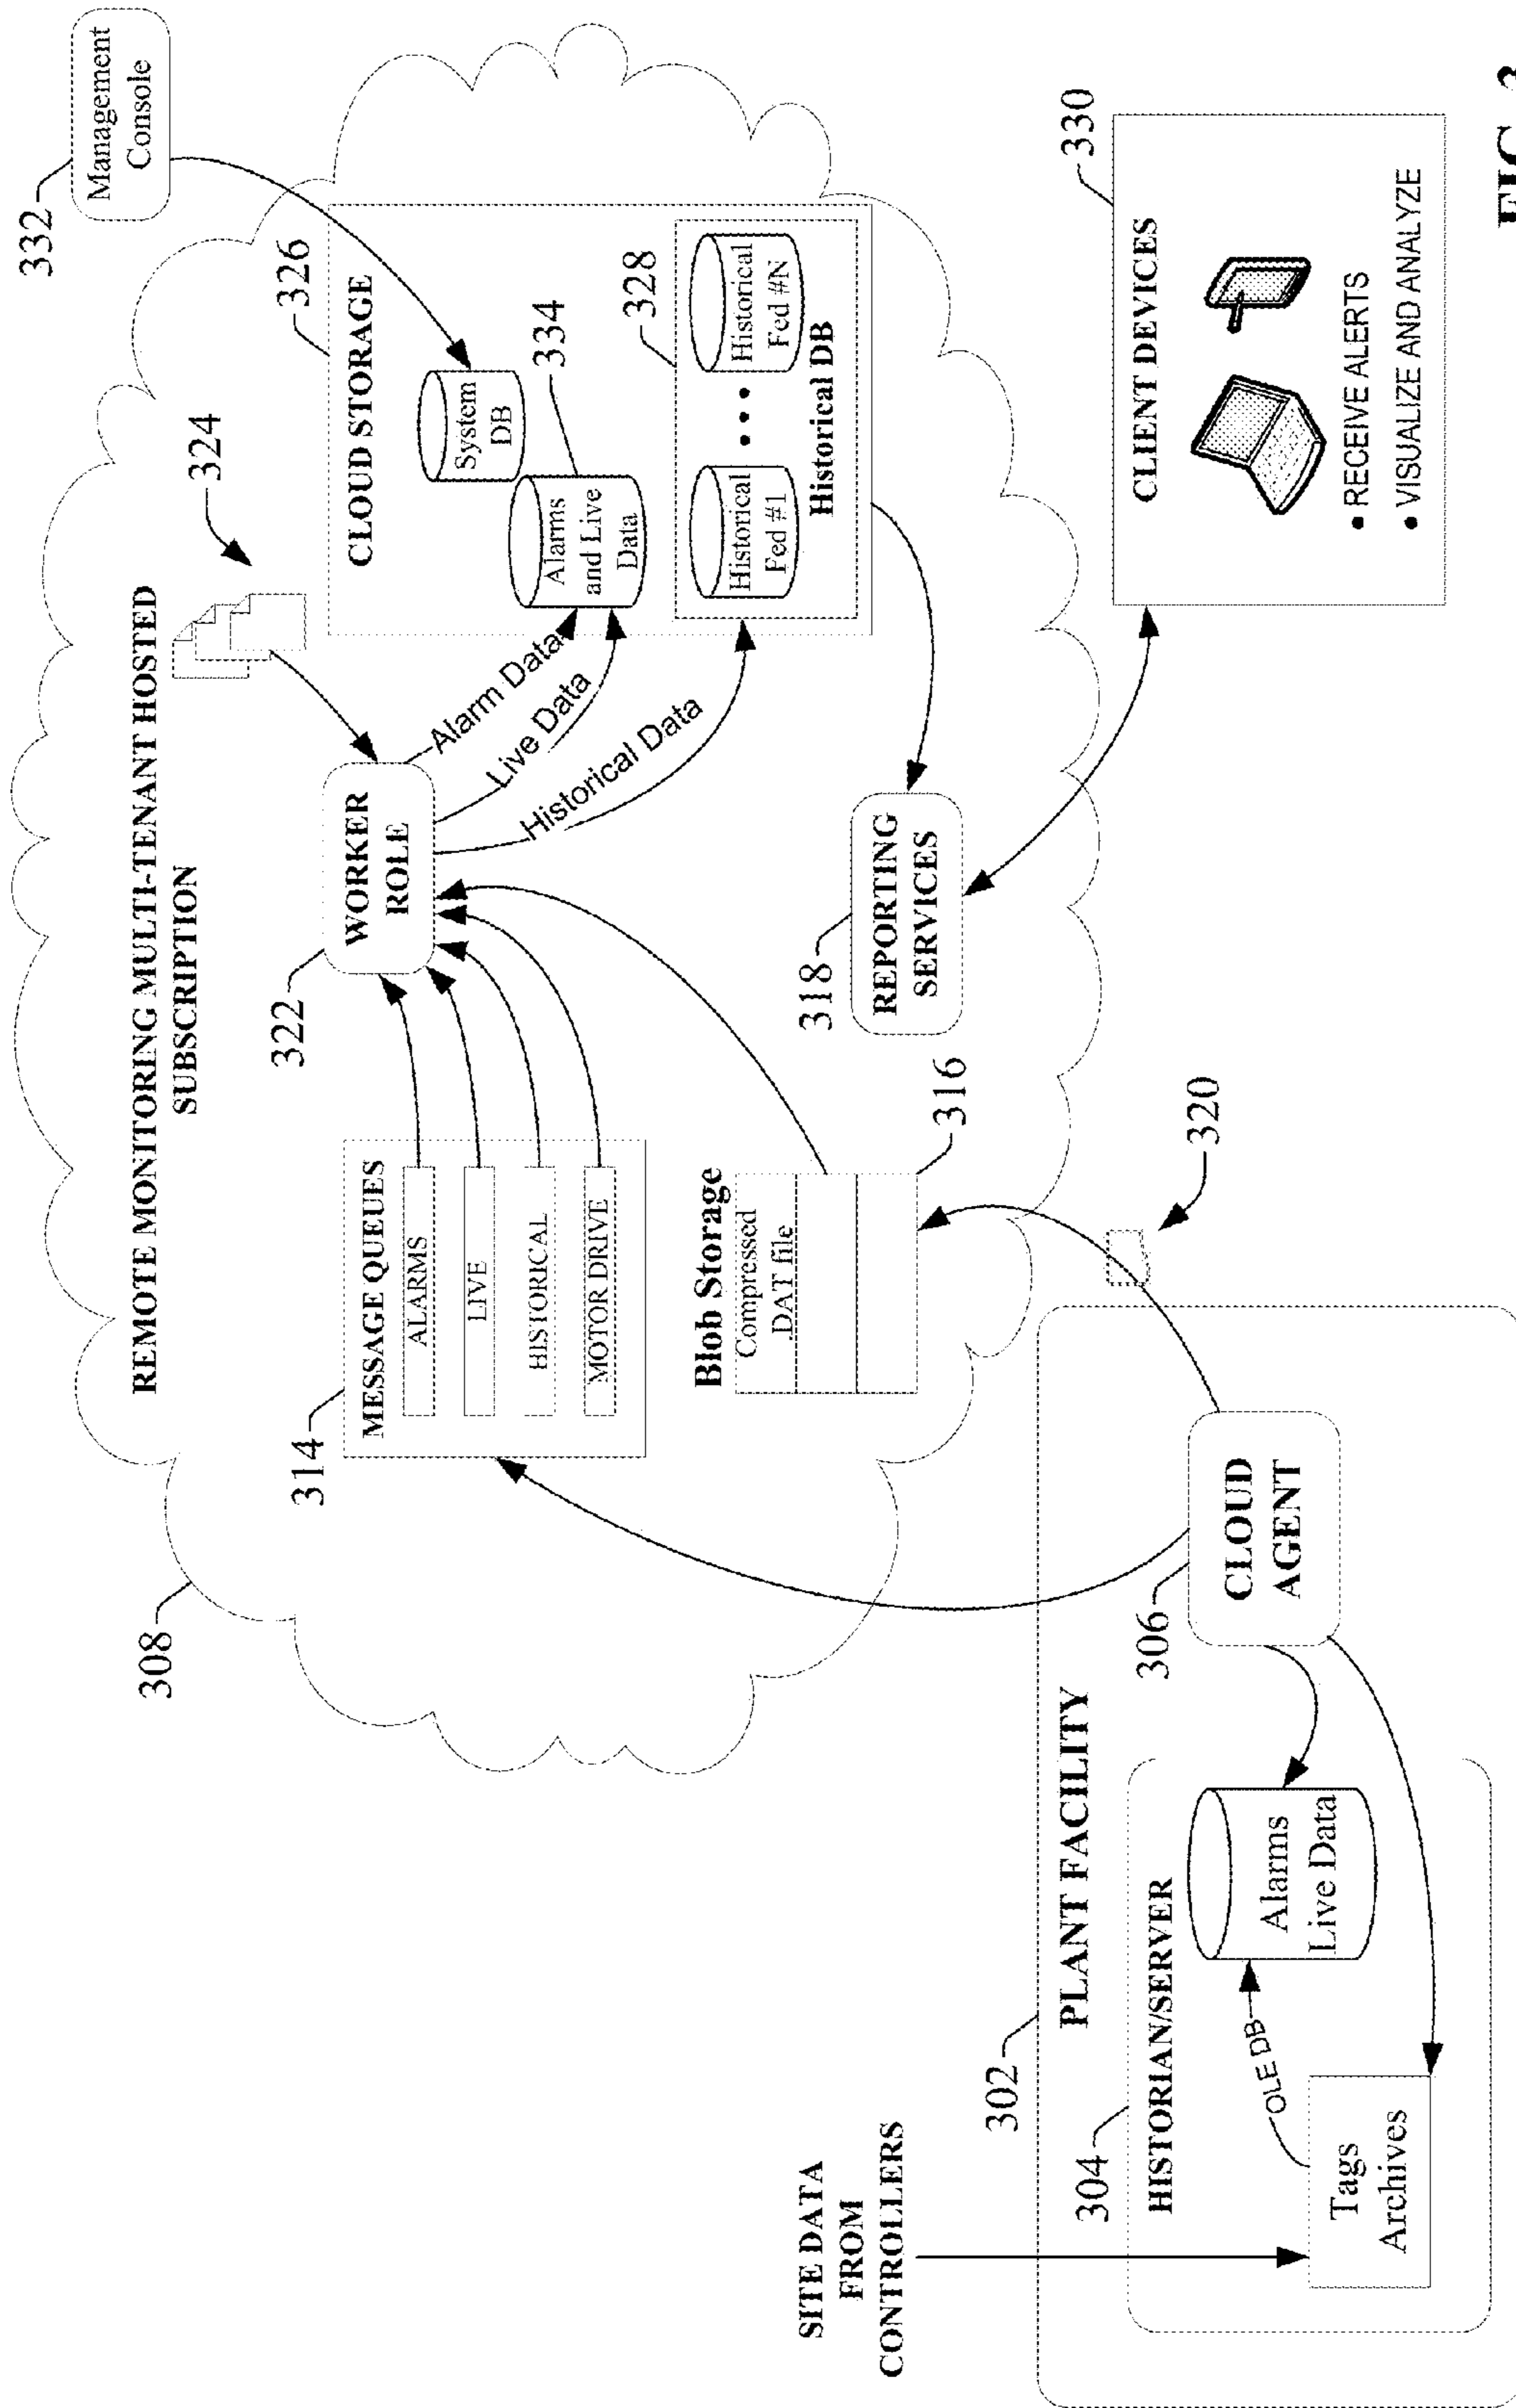 332
Management
Console
REMOTE MONITORING MULTI-TENANT HOSTED
SUBSCRIPTION
308
324
322
WORKER
ROLE
314
MESSAGE QUEUES
ALARMS
LIVE
HISTORICAL
MOTOR DRIVE
Alarm Data
Live Data
Historical Data
326
CLOUD STORAGE
System
DB
334
Alarms
and Live
Data
328
Historical
Fed #1
Historical
Fed #N
Historical DB
Blob Storage
Compressed
DAT file
316
318
REPORTING
SERVICES
320
330
CLIENT DEVICES
• RECEIVE ALERTS
• VISUALIZE AND ANALYZE
SITE DATA
FROM
CONTROLLERS
302
PLANT FACILITY
304
HISTORIAN/SERVER
Tags
Archives
OLE DB
Alarms
Live Data
306
CLOUD
AGENT
FIG. 3